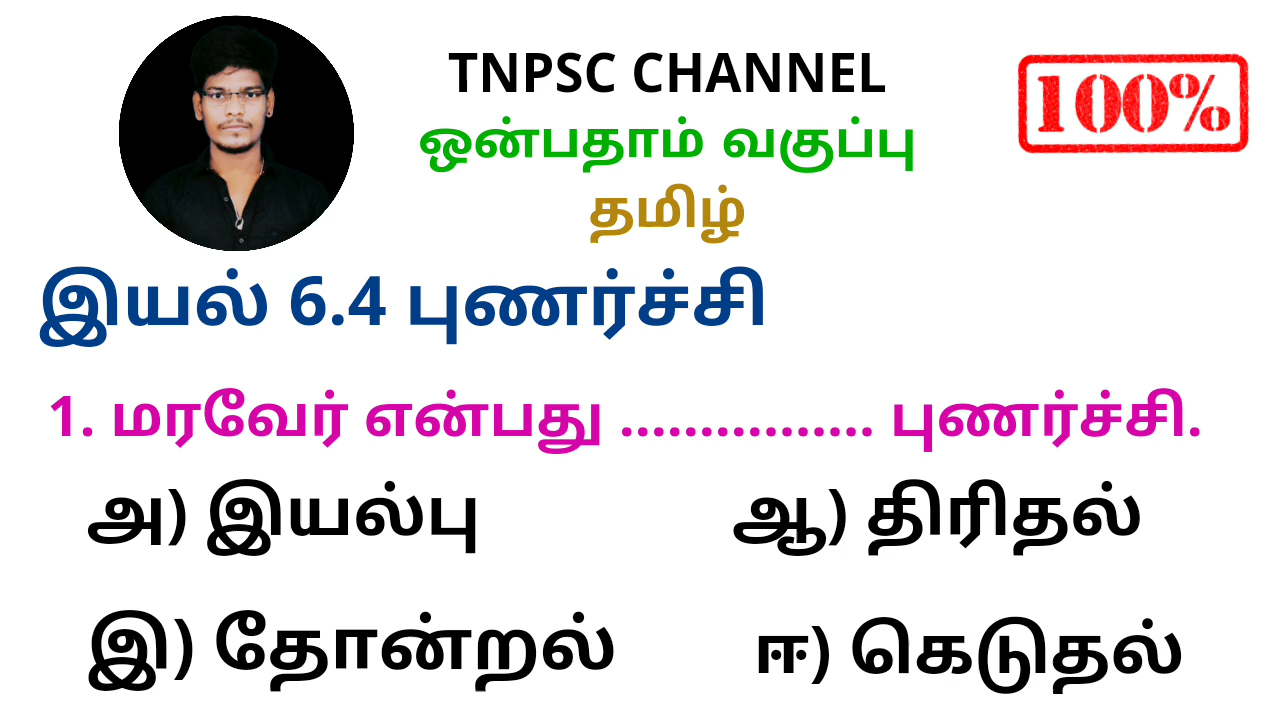 TNPSC CHANNEL
100%
ஒன்பதாம் வகுப்பு
தமிழ்
இயல் 6.4 புணர்ச்சி
1. மரவேர் என்பது ................ புணர்ச்சி.
அ) இயல்பு ஆ) திரிதல்
இ) தோன்றல் ஈ) கெடுதல்